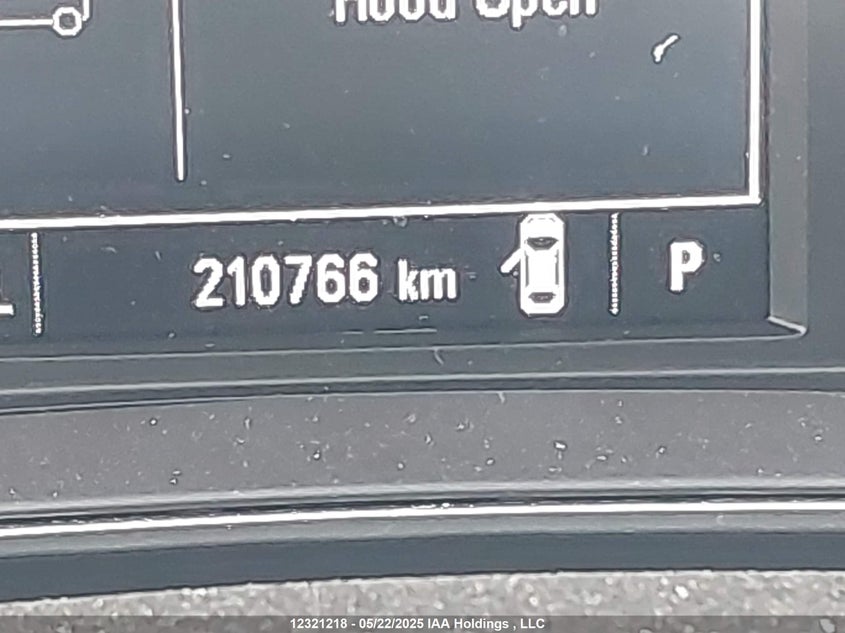 Hood Open
210766 km P
12321218 - 05/22/2025 IAA Holdings , LLC